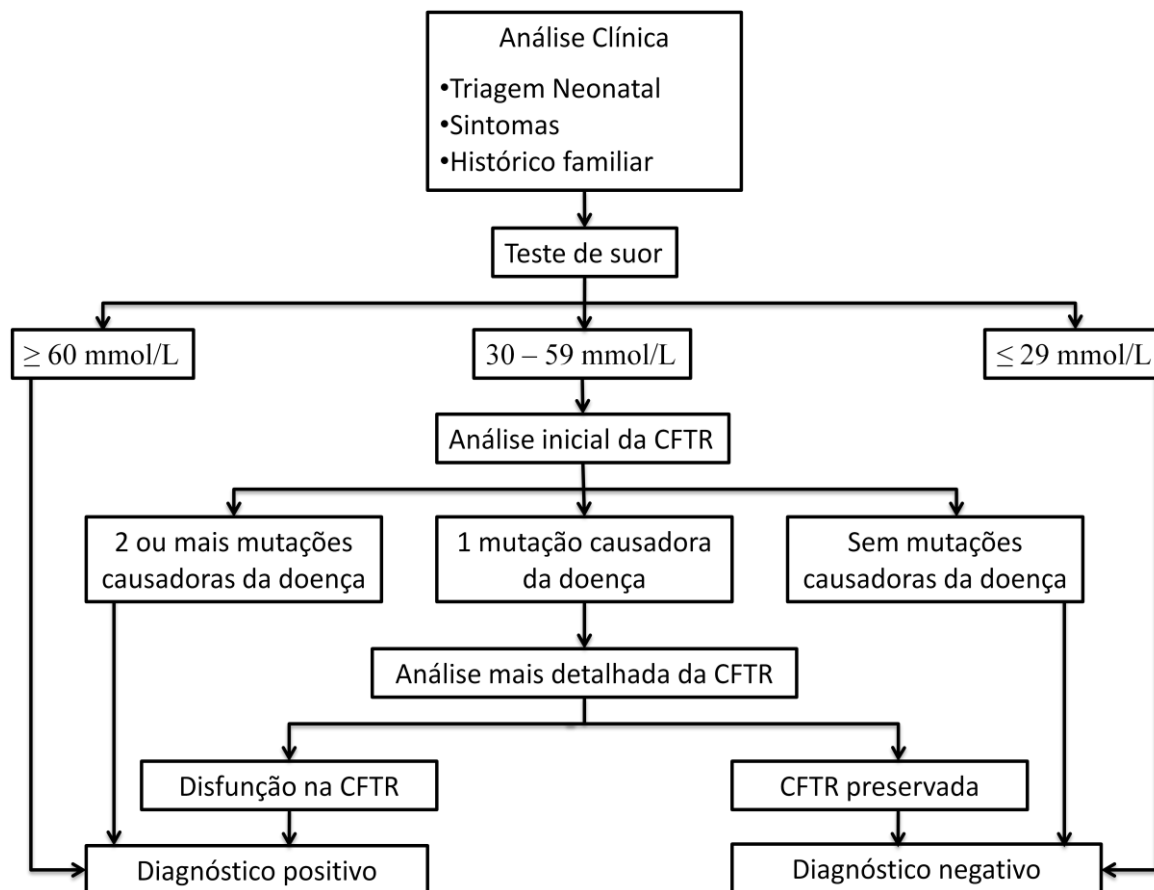 Análise Clínica
•Triagem Neonatal
•Sintomas
•Histórico familiar
Teste de suor
≥ 60 mmol/L
30 – 59 mmol/L
≤ 29 mmol/L
Análise inicial da CFTR
2 ou mais mutações
causadoras da doença
1 mutação causadora
da doença
Sem mutações
causadoras da doença
Análise mais detalhada da CFTR
Disfunção na CFTR
CFTR preservada
Diagnóstico positivo
Diagnóstico negativo